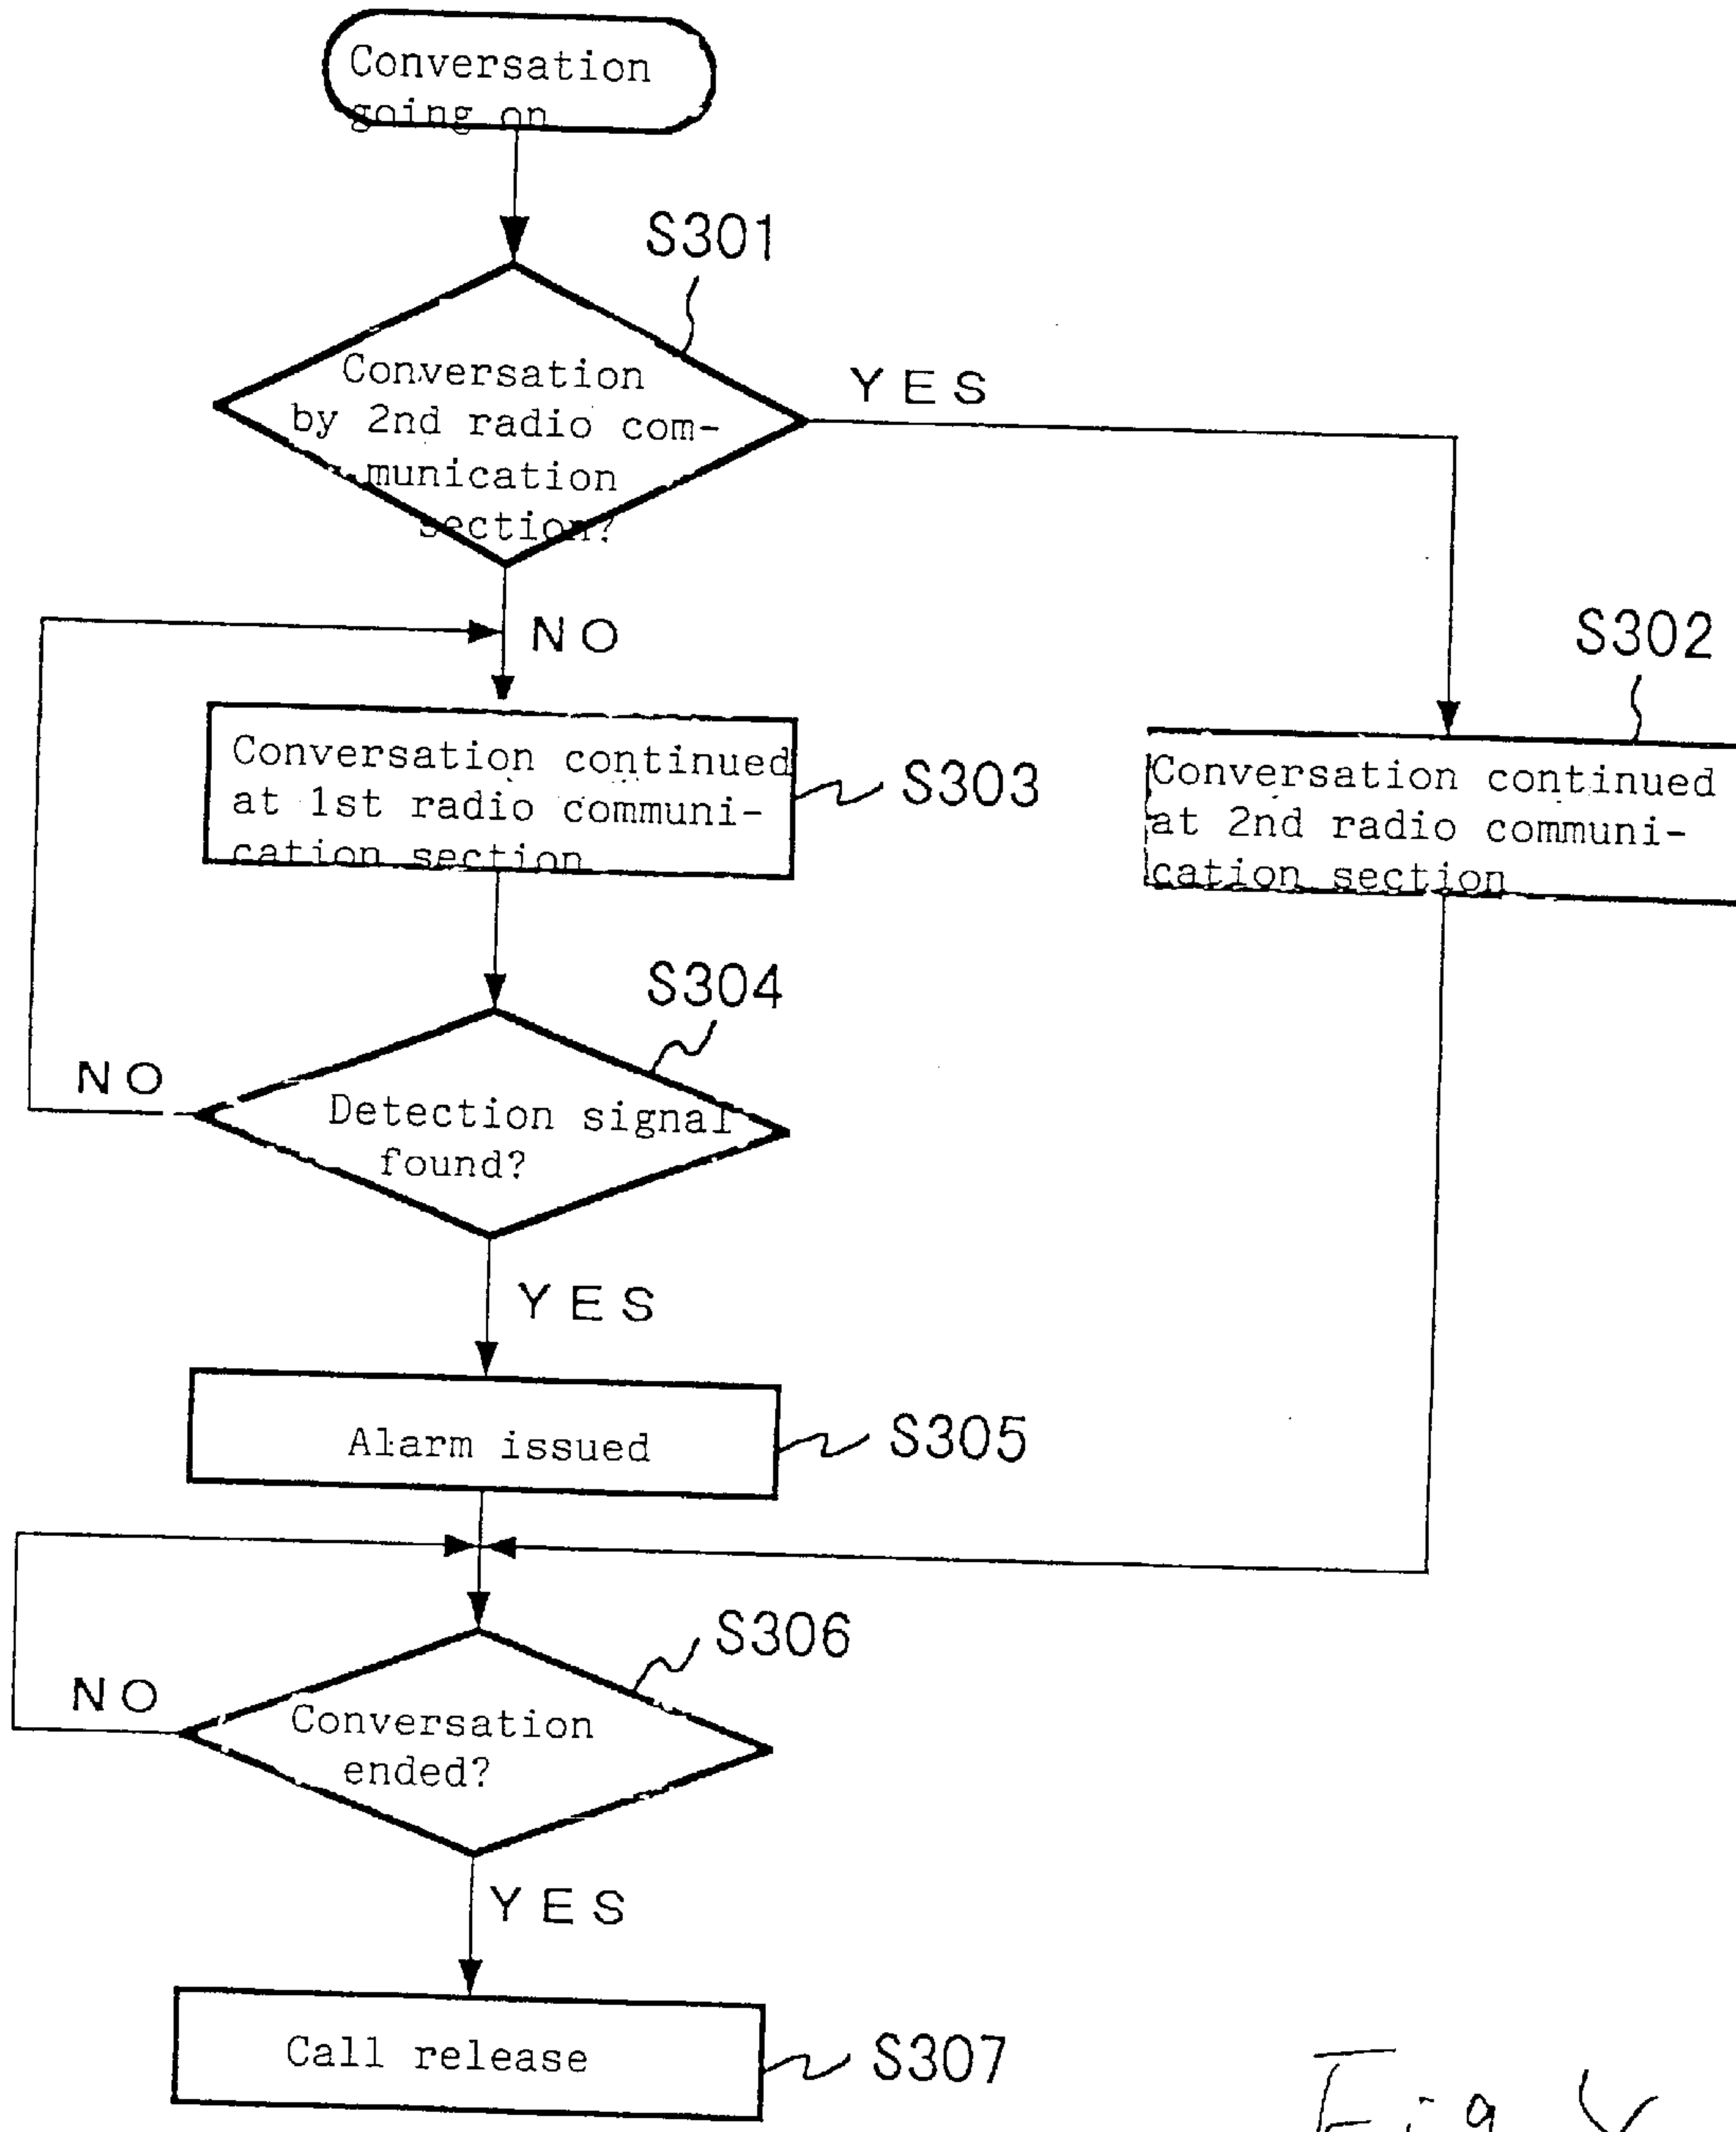 Conversation
going on
S301
Conversation
by 2nd radio com-
munication
section?
YES
NO
S302
Conversation continued
at 1st radio communi-
cation section
S303
Conversation continued
at 2nd radio communi-
cation section
S304
NO
Detection signal
found?
YES
Alarm issued
S305
S306
NO
Conversation
ended?
YES
Call release
S307
Fig